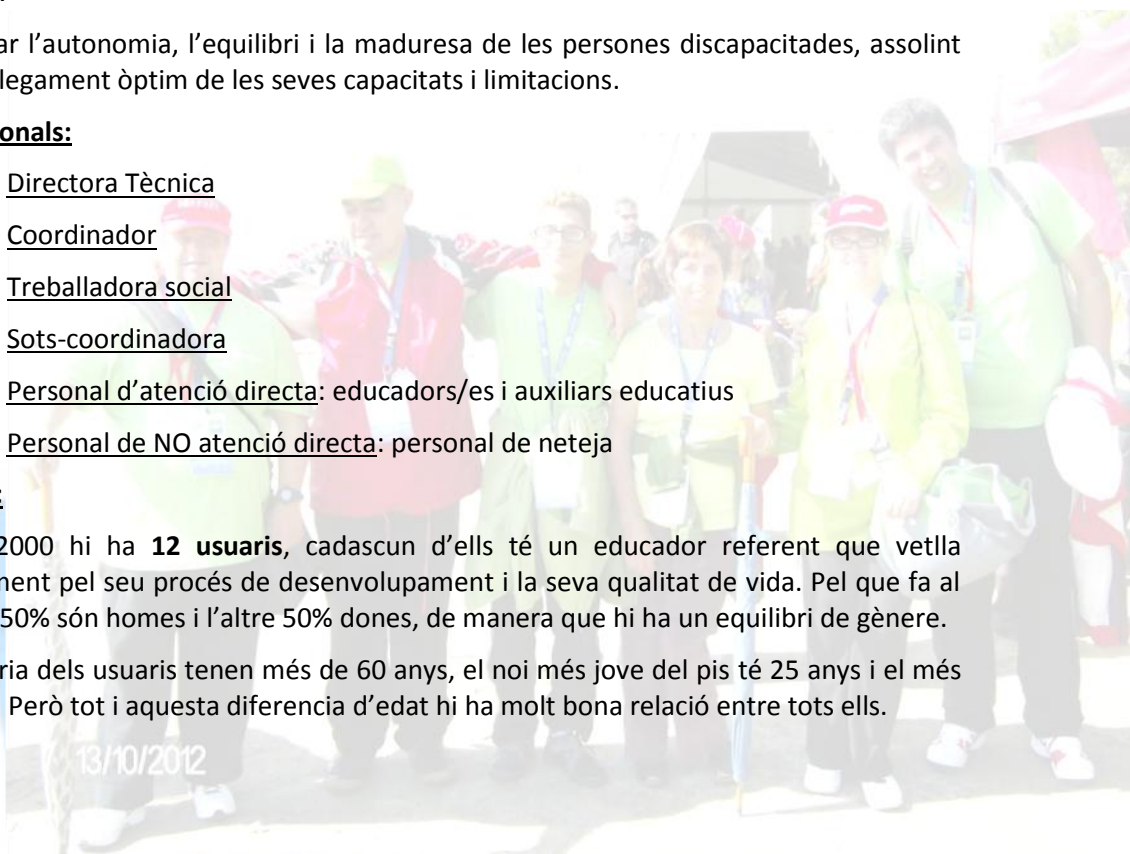 ar l’autonomia, l’equilibri i la maduresa de les persones discapacitades, assolint
legament òptim de les seves capacitats i limitacions.
onals:
Directora Tècnica
Coordinador
Treballadora social
Sots-coordinadora
Personal d’atenció directa: educadors/es i auxiliars educatius
Personal de NO atenció directa: personal de neteja
:
2000 hi ha 12 usuaris, cadascun d’ells té un educador referent que vetlla
nent pel seu procés de desenvolupament i la seva qualitat de vida. Pel que fa al
50% són homes i l’altre 50% dones, de manera que hi ha un equilibri de gènere.
ria dels usuaris tenen més de 60 anys, el noi més jove del pis té 25 anys i el més
Però tot i aquesta diferencia d’edat hi ha molt bona relació entre tots ells.
13/10/2012